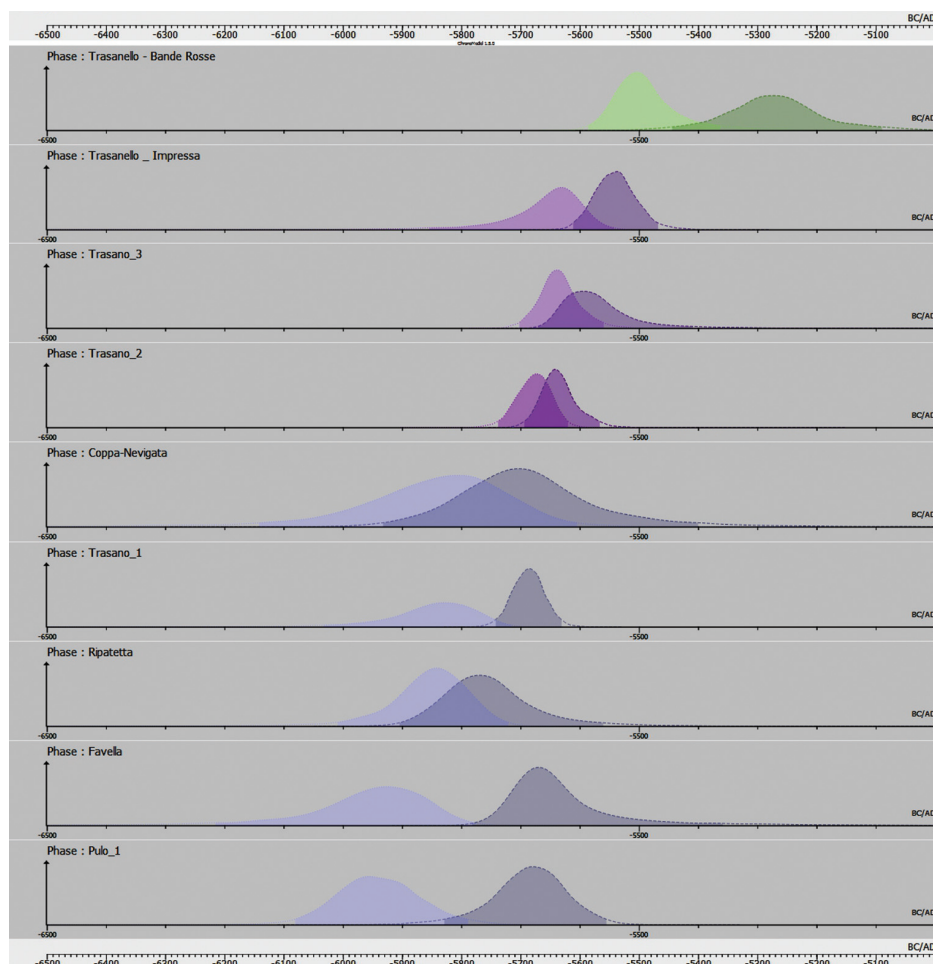 BC/AD
-6500 -6400 -6300 -6200 -6100 -6000 -5900 -5800 -5700 -5600 -5500 -5400 -5300 -5200 -5100
ChronoModel 1.5.0
Phase : Trasanello - Bande Rosse
BC/AD
-6500 -5500
Phase : Trasanello _ Impressa
BC/AD
-6500 -5500
Phase : Trasano_3
BC/AD
-6500 -5500
Phase : Trasano_2
BC/AD
-6500 -5500
Phase : Coppa-Nevigata
BC/AD
-6500 -5500
Phase : Trasano_1
BC/AD
-6500 -5500
Phase : Ripatetta
BC/AD
-6500 -5500
Phase : Favella
BC/AD
-6500 -5500
Phase : Pulo_1
BC/AD
-6500 -5500
BC/AD
-6500 -6400 -6300 -6200 -6100 -6000 -5900 -5800 -5700 -5600 -5500 -5400 -5300 -5200 -5100